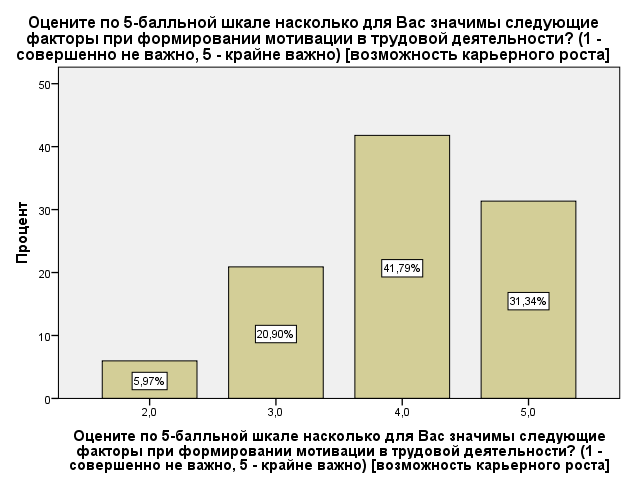 Оцените по 5-балльной шкале насколько для Вас значимы следующие
факторы при формировании мотивации в трудовой деятельности? (1 -
совершенно не важно, 5 - крайне важно) [возможность карьерного роста]
50
40
30
20
10
0
Процент
5,97%
20,90%
41,79%
31,34%
2,0
3,0
4,0
5,0
Оцените по 5-балльной шкале насколько для Вас значимы следующие
факторы при формировании мотивации в трудовой деятельности? (1 -
совершенно не важно, 5 - крайне важно) [возможность карьерного роста]